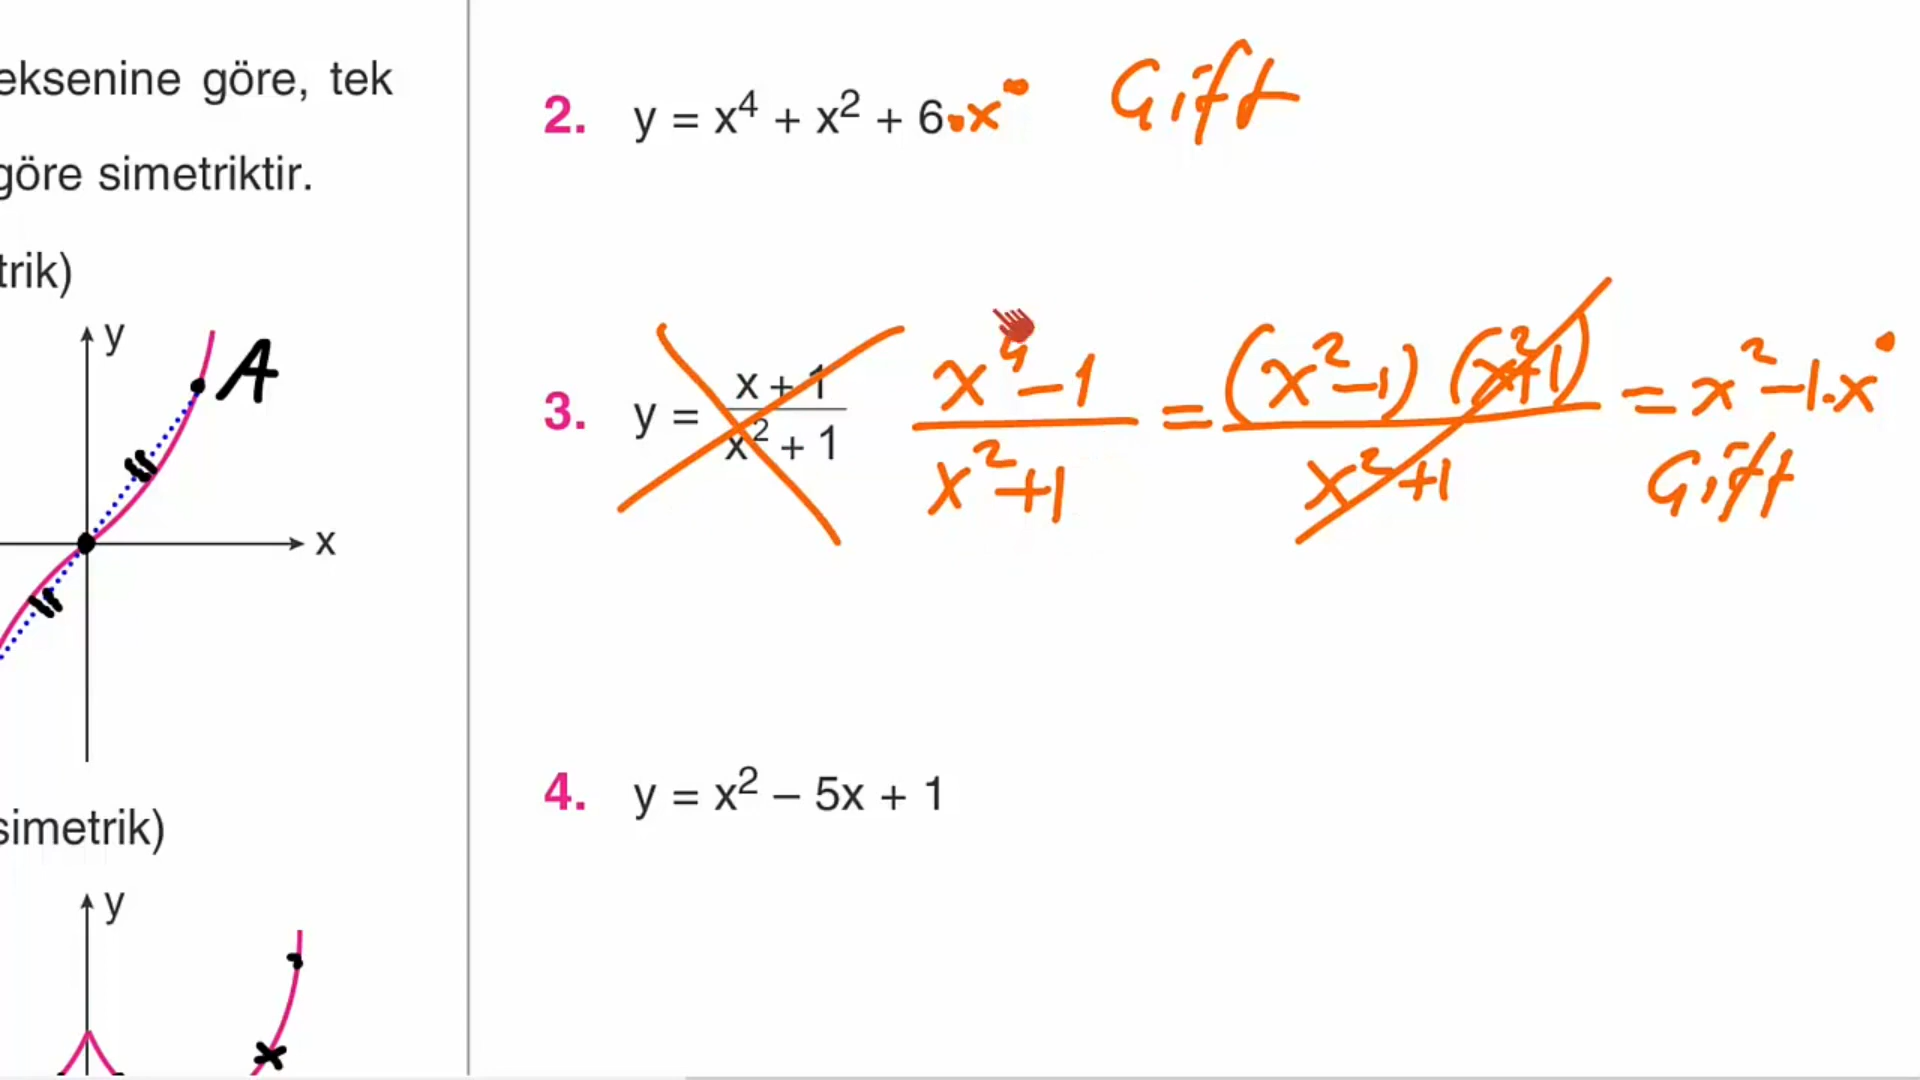 eksenine göre, tek
göre simetriktir.
trik)
y
A
x
simetrik)
y
2. y = x⁴ + x² + 6 · x⁰ Çift
3. y = x + 1 / x² + 1 x⁴ – 1 / x² + 1 = (x² – 1) (x² + 1) / x² + 1 = x² – 1 · x⁰
Çift
4. y = x² – 5x + 1